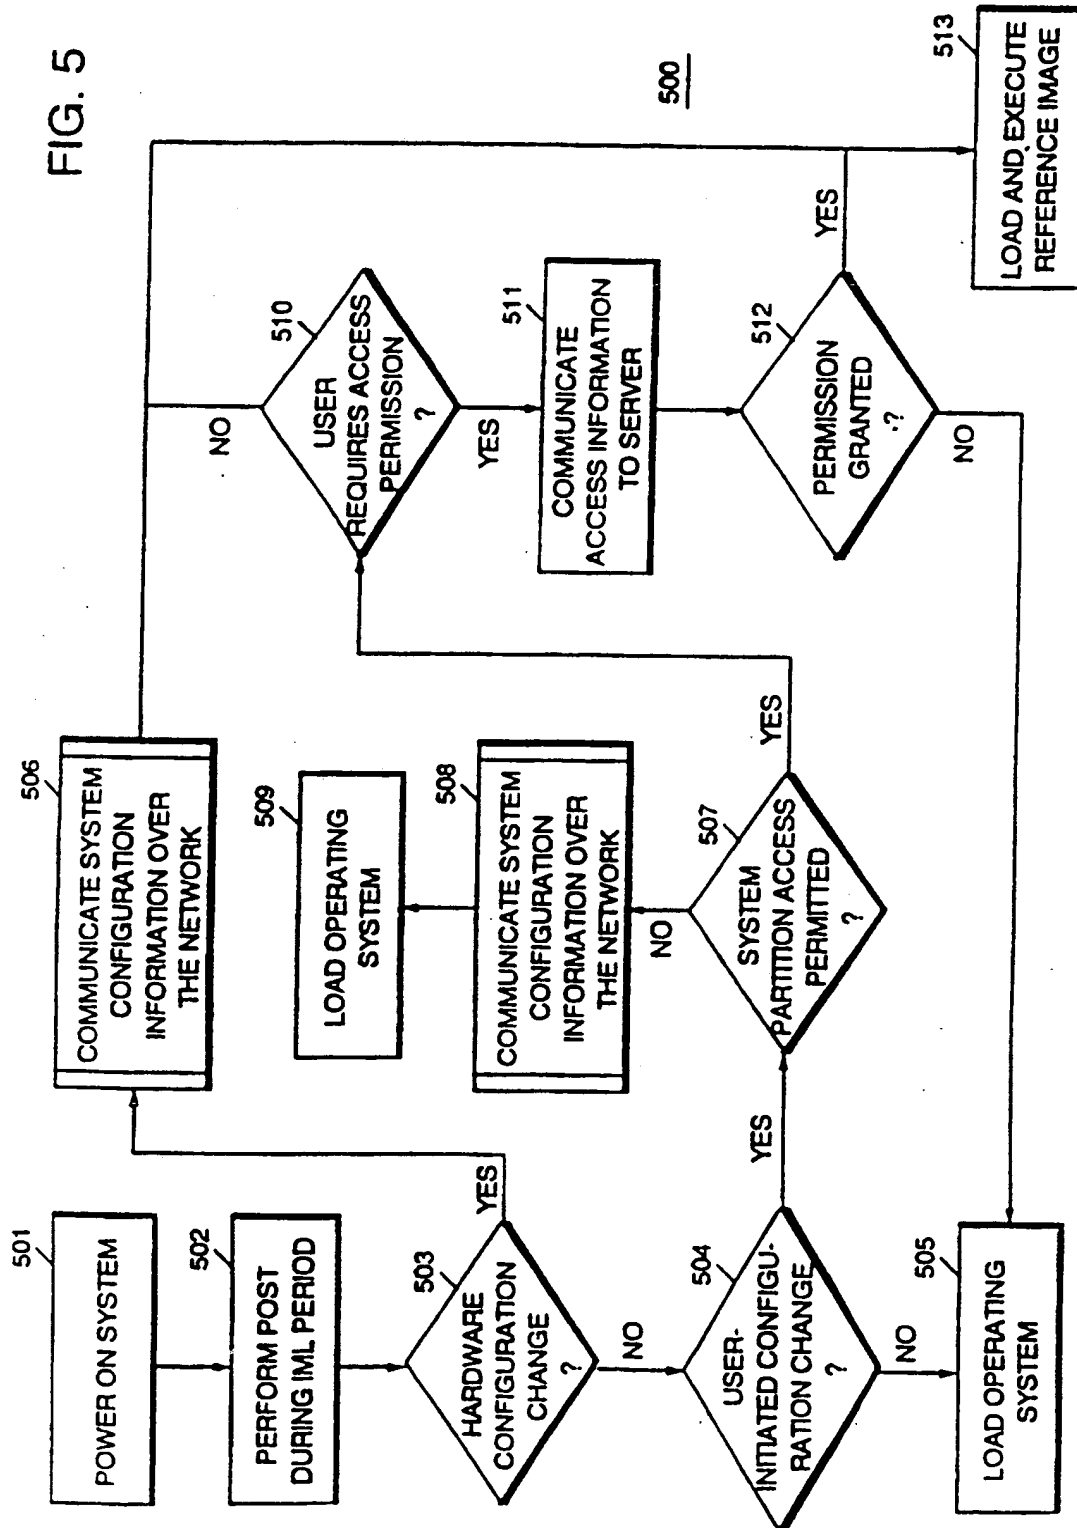 FIG. 5
500
501
POWER ON SYSTEM
502
PERFORM POST
DURING IML PERIOD
503
HARDWARE
CONFIGURATION
CHANGE
?
YES
NO
504
USER-
INITIATED CONFIGU-
RATION CHANGE
?
YES
NO
505
LOAD OPERATING
SYSTEM
506
COMMUNICATE SYSTEM
CONFIGURATION
INFORMATION OVER
THE NETWORK
507
SYSTEM
PARTITION ACCESS
PERMITTED
?
NO
YES
508
COMMUNICATE SYSTEM
CONFIGURATION
INFORMATION OVER
THE NETWORK
509
LOAD OPERATING
SYSTEM
510
USER
REQUIRES ACCESS
PERMISSION
?
NO
YES
511
COMMUNICATE
ACCESS INFORMATION
TO SERVER
512
PERMISSION
GRANTED
?
YES
NO
513
LOAD AND EXECUTE
REFERENCE IMAGE